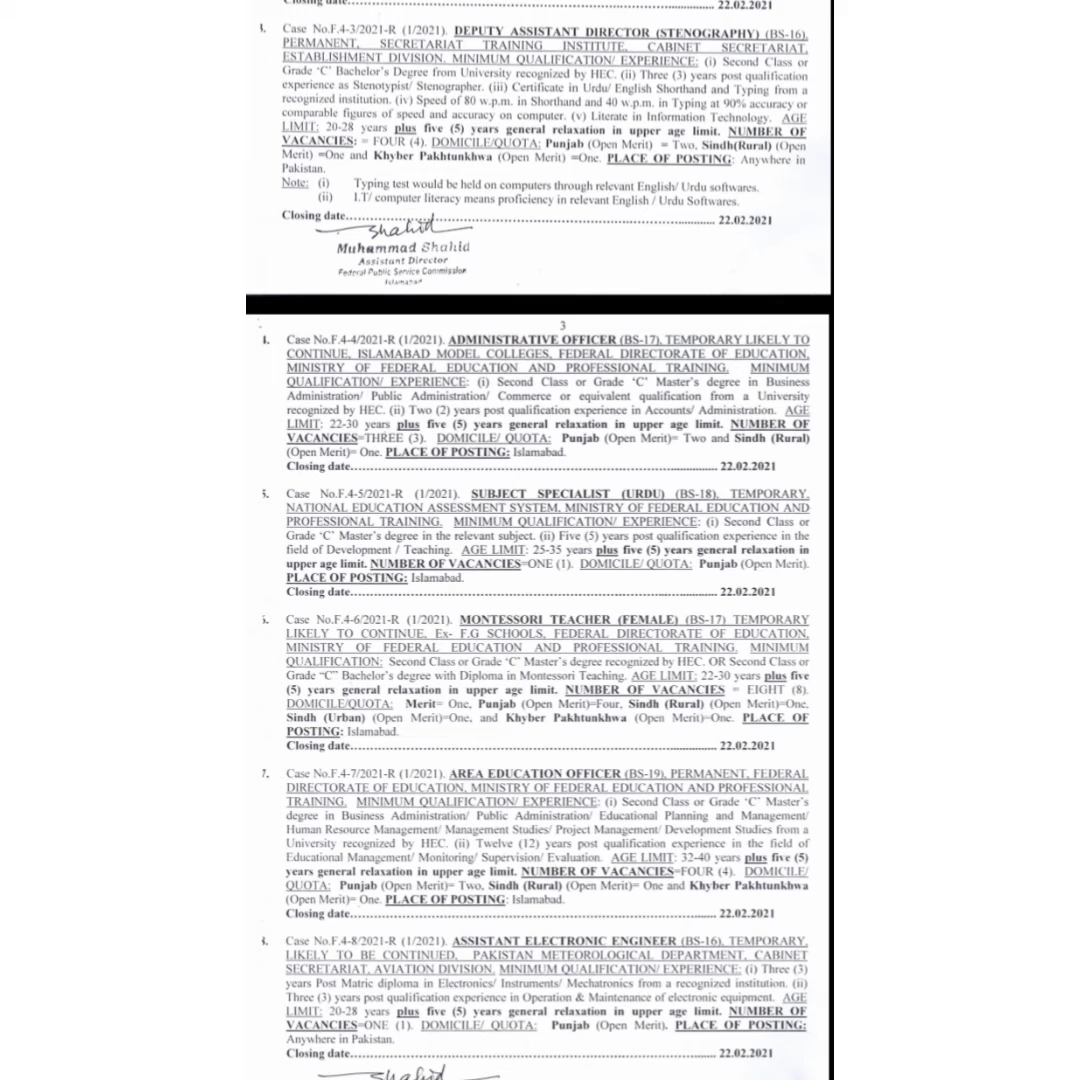 Closing date............................................................ 22.02.2021
Case No.F.4-3/2021-R (1/2021). DEPUTY ASSISTANT DIRECTOR (STENOGRAPHY) (BS-16),
PERMANENT, SECRETARIAT TRAINING INSTITUTE, CABINET SECRETARIAT,
ESTABLISHMENT DIVISION. MINIMUM QUALIFICATION/ EXPERIENCE: (i) Second Class or
Grade ‘C’ Bachelor’s Degree from University recognized by HEC. (ii) Three (3) years post qualification
experience as Stenotypist/ Stenographer. (iii) Certificate in Urdu/ English Shorthand and Typing from a
recognized institution. (iv) Speed of 80 w.p.m. in Shorthand and 40 w.p.m. in Typing at 90% accuracy or
comparable figures of speed and accuracy on computer. (v) Literate in Information Technology. AGE
LIMIT: 20-28 years plus five (5) years general relaxation in upper age limit. NUMBER OF
VACANCIES: = FOUR (4). DOMICILE/QUOTA: Punjab (Open Merit) = Two, Sindh(Rural) (Open
Merit) =One and Khyber Pakhtunkhwa (Open Merit) =One. PLACE OF POSTING: Anywhere in
Pakistan.
Note: (i) Typing test would be held on computers through relevant English/ Urdu softwares.
(ii) I.T/ computer literacy means proficiency in relevant English / Urdu Softwares.
Closing date............................................................ 22.02.2021
Shahid
Muhammad Shahid
Assistant Director
Federal Public Service Commission
Islamabad
3
Case No.F.4-4/2021-R (1/2021). ADMINISTRATIVE OFFICER (BS-17), TEMPORARY LIKELY TO
CONTINUE, ISLAMABAD MODEL COLLEGES, FEDERAL DIRECTORATE OF EDUCATION,
MINISTRY OF FEDERAL EDUCATION AND PROFESSIONAL TRAINING. MINIMUM
QUALIFICATION/ EXPERIENCE: (i) Second Class or Grade ‘C’ Master’s degree in Business
Administration/ Public Administration/ Commerce or equivalent qualification from a University
recognized by HEC. (ii) Two (2) years post qualification experience in Accounts/ Administration. AGE
LIMIT: 22-30 years plus five (5) years general relaxation in upper age limit. NUMBER OF
VACANCIES=THREE (3). DOMICILE/ QUOTA: Punjab (Open Merit)= Two and Sindh (Rural)
(Open Merit)= One. PLACE OF POSTING: Islamabad.
Closing date............................................................ 22.02.2021
5. Case No.F.4-5/2021-R (1/2021). SUBJECT SPECIALIST (URDU) (BS-18), TEMPORARY,
NATIONAL EDUCATION ASSESSMENT SYSTEM, MINISTRY OF FEDERAL EDUCATION AND
PROFESSIONAL TRAINING. MINIMUM QUALIFICATION/ EXPERIENCE: (i) Second Class or
Grade ‘C’ Master’s degree in the relevant subject. (ii) Five (5) years post qualification experience in the
field of Development / Teaching. AGE LIMIT: 25-35 years plus five (5) years general relaxation in
upper age limit. NUMBER OF VACANCIES=ONE (1). DOMICILE/ QUOTA: Punjab (Open Merit).
PLACE OF POSTING: Islamabad.
Closing date............................................................ 22.02.2021
Case No.F.4-6/2021-R (1/2021). MONTESSORI TEACHER (FEMALE) (BS-17) TEMPORARY
LIKELY TO CONTINUE, Ex- F.G SCHOOLS, FEDERAL DIRECTORATE OF EDUCATION,
MINISTRY OF FEDERAL EDUCATION AND PROFESSIONAL TRAINING. MINIMUM
QUALIFICATION: Second Class or Grade ‘C’ Master’s degree recognized by HEC. OR Second Class or
Grade “C” Bachelor’s degree with Diploma in Montessori Teaching. AGE LIMIT: 22-30 years plus five
(5) years general relaxation in upper age limit. NUMBER OF VACANCIES = EIGHT (8).
DOMICILE/QUOTA: Merit= One, Punjab (Open Merit)=Four, Sindh (Rural) (Open Merit)=One,
Sindh (Urban) (Open Merit)=One, and Khyber Pakhtunkhwa (Open Merit)=One. PLACE OF
POSTING: Islamabad.
Closing date............................................................ 22.02.2021
7. Case No.F.4-7/2021-R (1/2021). AREA EDUCATION OFFICER (BS-19), PERMANENT, FEDERAL
DIRECTORATE OF EDUCATION, MINISTRY OF FEDERAL EDUCATION AND PROFESSIONAL
TRAINING. MINIMUM QUALIFICATION/ EXPERIENCE: (i) Second Class or Grade ‘C’ Master’s
degree in Business Administration/ Public Administration/ Educational Planning and Management/
Human Resource Management/ Management Studies/ Project Management/ Development Studies from a
University recognized by HEC. (ii) Twelve (12) years post qualification experience in the field of
Educational Management/ Monitoring/ Supervision/ Evaluation. AGE LIMIT: 32-40 years plus five (5)
years general relaxation in upper age limit. NUMBER OF VACANCIES=FOUR (4). DOMICILE/
QUOTA: Punjab (Open Merit)= Two, Sindh (Rural) (Open Merit)= One and Khyber Pakhtunkhwa
(Open Merit)= One. PLACE OF POSTING: Islamabad.
Closing date............................................................ 22.02.2021
Case No.F.4-8/2021-R (1/2021). ASSISTANT ELECTRONIC ENGINEER (BS-16), TEMPORARY,
LIKELY TO BE CONTINUED, PAKISTAN METEOROLOGICAL DEPARTMENT, CABINET
SECRETARIAT, AVIATION DIVISION. MINIMUM QUALIFICATION/ EXPERIENCE: (i) Three (3)
years Post Matric diploma in Electronics/ Instruments/ Mechatronics from a recognized institution. (ii)
Three (3) years post qualification experience in Operation & Maintenance of electronic equipment. AGE
LIMIT: 20-28 years plus five (5) years general relaxation in upper age limit. NUMBER OF
VACANCIES=ONE (1). DOMICILE/ QUOTA: Punjab (Open Merit). PLACE OF POSTING:
Anywhere in Pakistan.
Closing date............................................................ 22.02.2021
Shahid